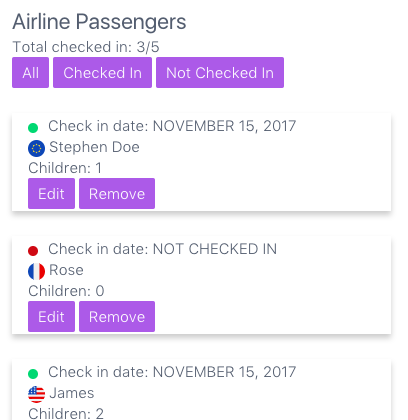 Airline Passengers
Total checked in: 3/5
All Checked In Not Checked In
Check in date: NOVEMBER 15, 2017
Stephen Doe
Children: 1
Edit Remove
Check in date: NOT CHECKED IN
Rose
Children: 0
Edit Remove
Check in date: NOVEMBER 15, 2017
James
Children: 2